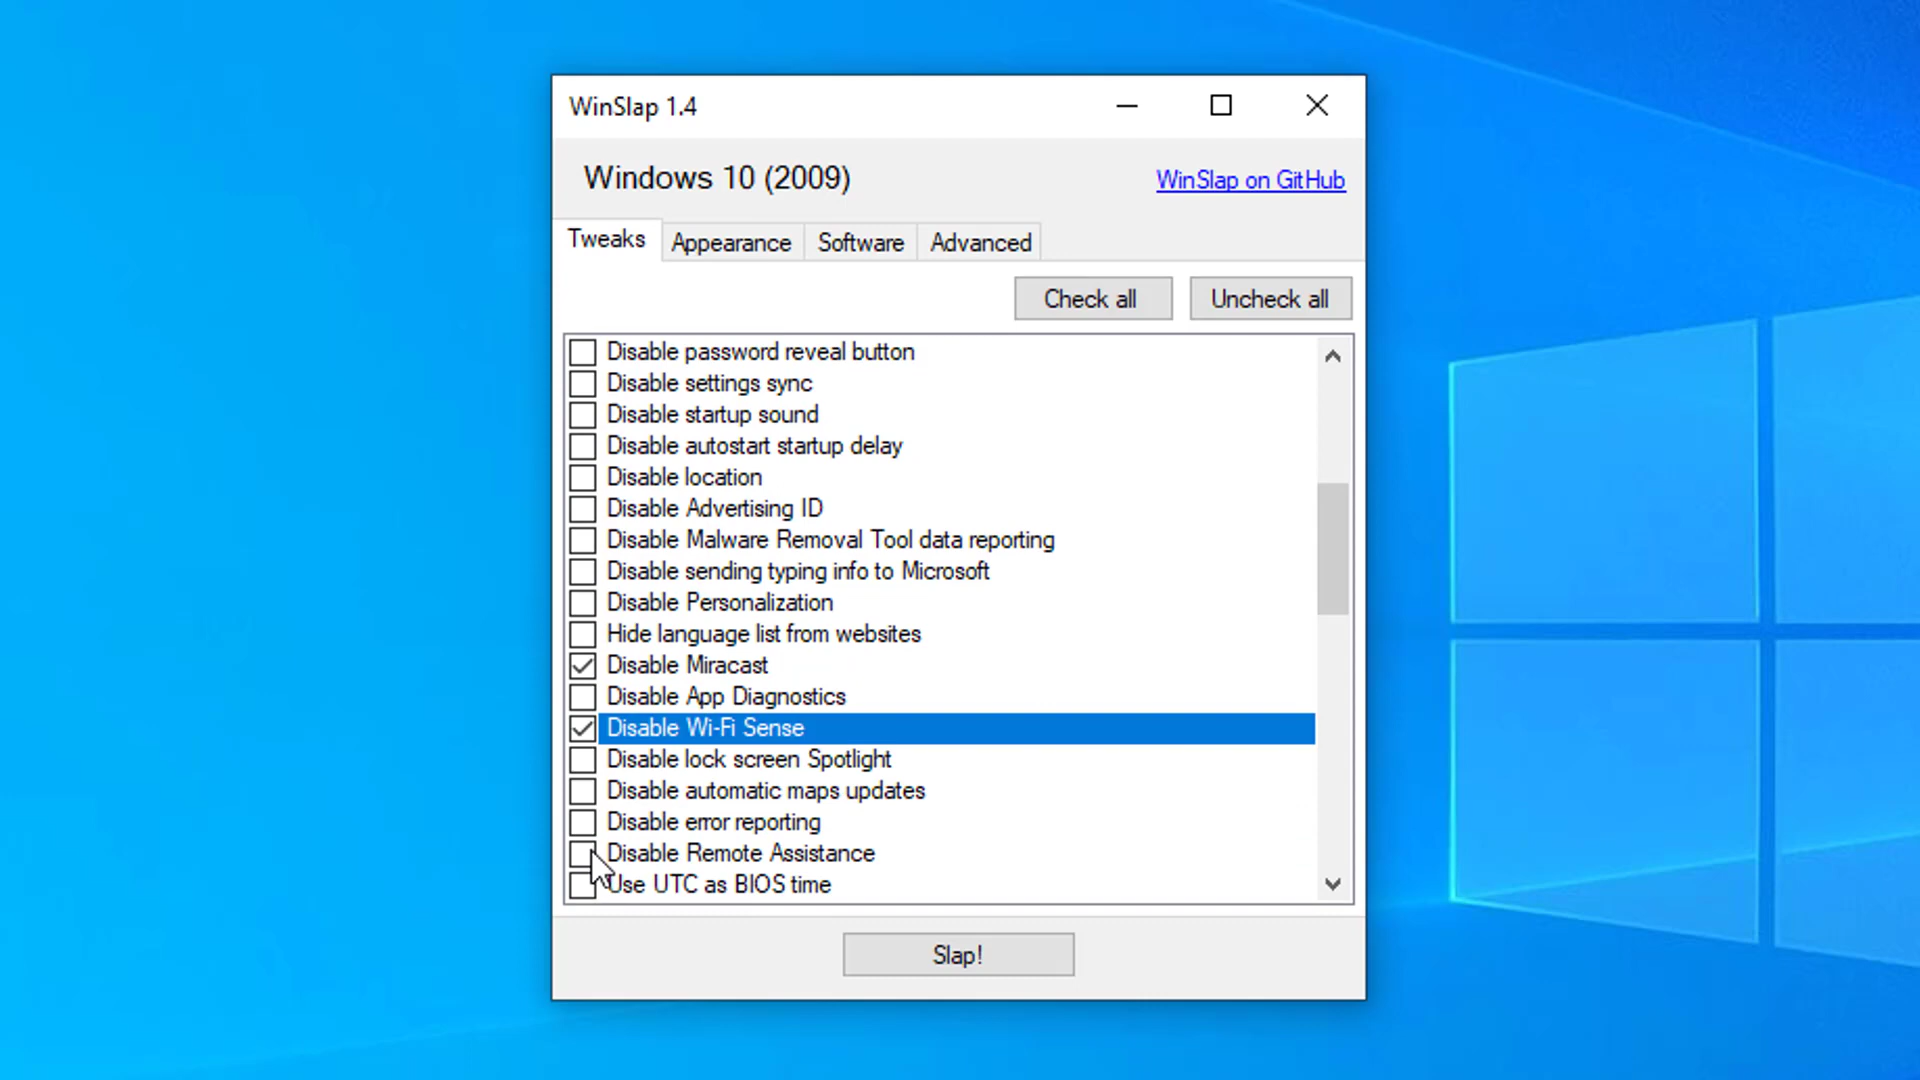 WinSlap 1.4
Windows 10 (2009)
WinSlap on GitHub
Tweaks
Appearance
Software
Advanced
Check all
Uncheck all
Disable password reveal button
Disable settings sync
Disable startup sound
Disable autostart startup delay
Disable location
Disable Advertising ID
Disable Malware Removal Tool data reporting
Disable sending typing info to Microsoft
Disable Personalization
Hide language list from websites
Disable Miracast
Disable App Diagnostics
Disable Wi-Fi Sense
Disable lock screen Spotlight
Disable automatic maps updates
Disable error reporting
Disable Remote Assistance
Use UTC as BIOS time
Slap!